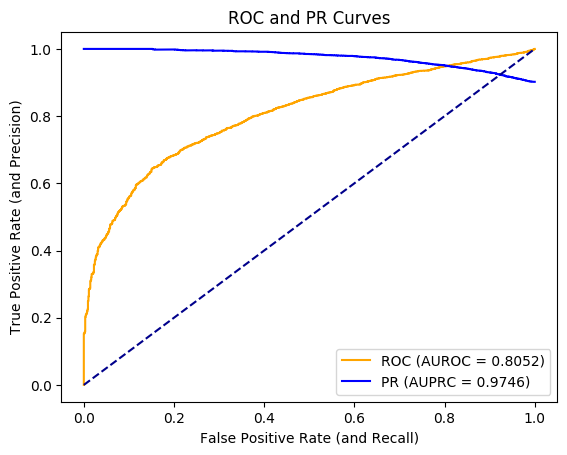 ROC and PR Curves
True Positive Rate (and Precision)
1.0
0.8
0.6
0.4
0.2
0.0
ROC (AUROC = 0.8052)
PR (AUPRC = 0.9746)
0.0 0.2 0.4 0.6 0.8 1.0
False Positive Rate (and Recall)